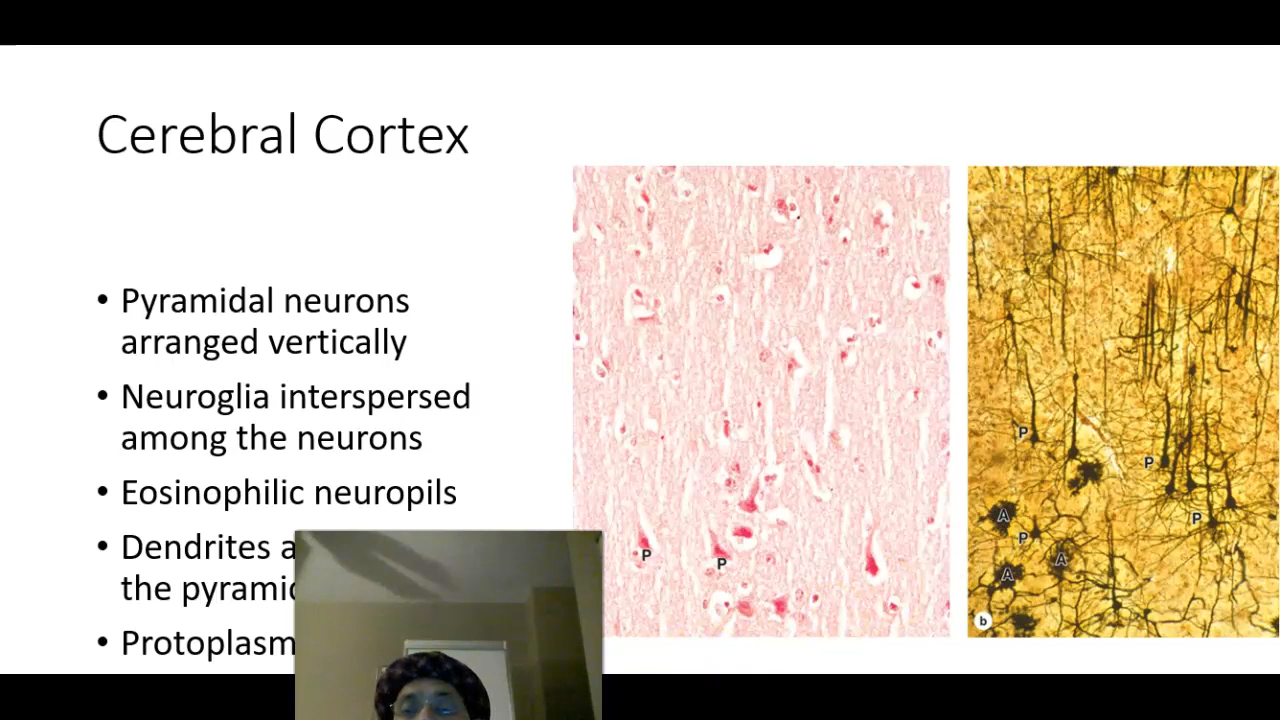 Cerebral Cortex
• Pyramidal neurons
arranged vertically
• Neuroglia interspersed
among the neurons
• Eosinophilic neuropils
• Dendrites a
the pyramid
• Protoplasm
P
P
P
P
P
A
P
A
A
b